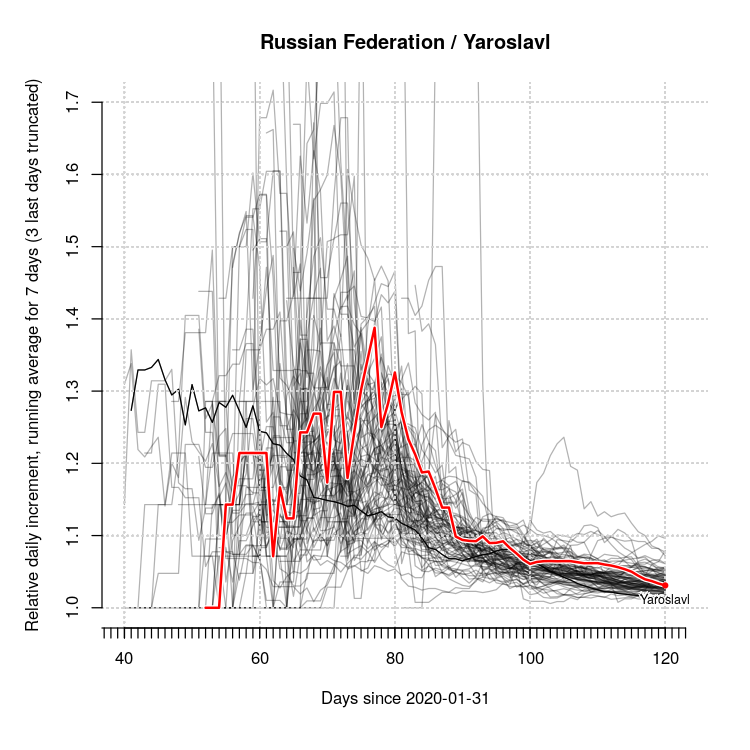 Russian Federation / Yaroslavl
Relative daily increment, running average for 7 days (3 last days truncated)
1.7
1.6
1.5
1.4
1.3
1.2
1.1
1.0
Yaroslavl
40 60 80 100 120
Days since 2020-01-31